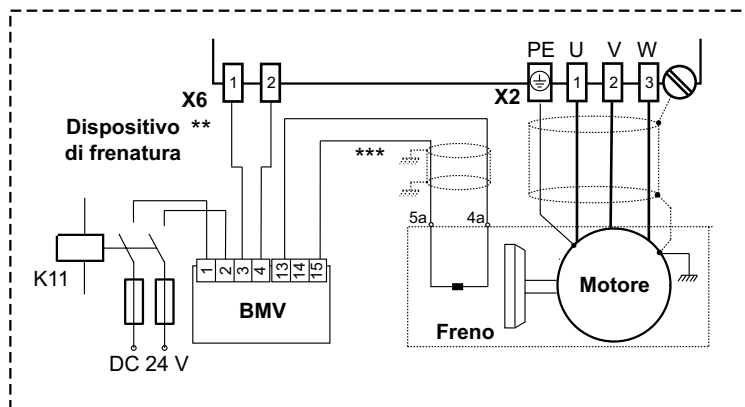 PE U V W
1 2 1 2 3
X6 X2
Dispositivo **
di frenatura
***
5a 4a
K11
1 2 3 4 13 14 15
BMV
Motore
Freno
DC 24 V